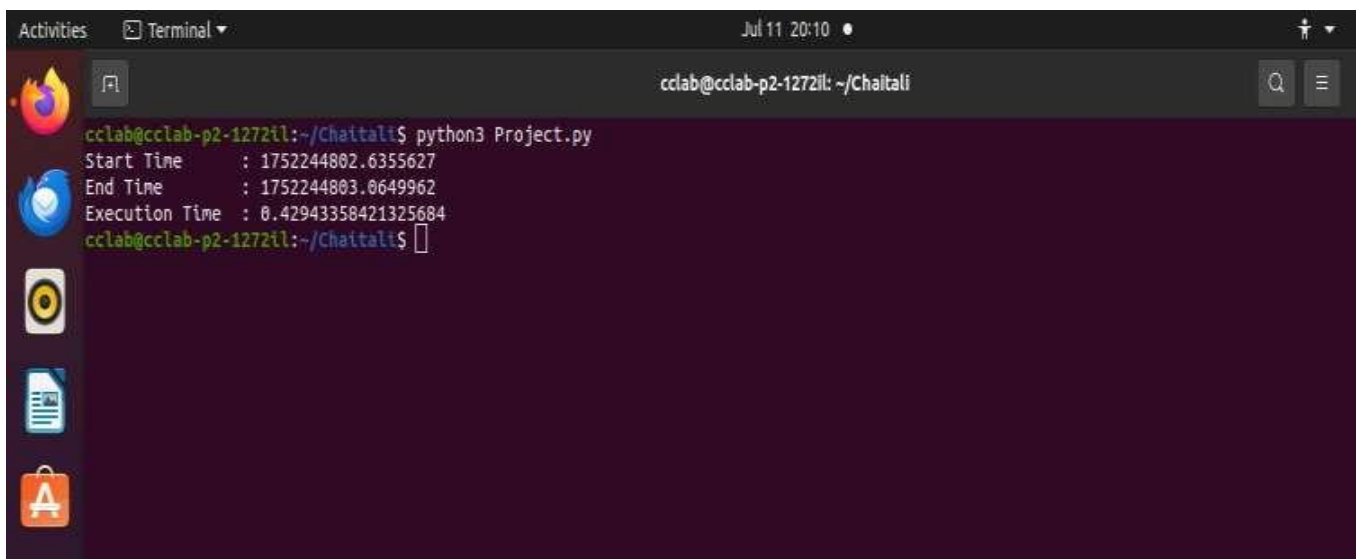 Activities Terminal Jul 11 20:10
cclab@cclab-p2-1272il: ~/Chaitali
cclab@cclab-p2-1272il:~/Chaitali$ python3 Project.py
Start Time : 1752244802.6355627
End Time : 1752244803.0649962
Execution Time : 0.42943358421325684
cclab@cclab-p2-1272il:~/Chaitali$